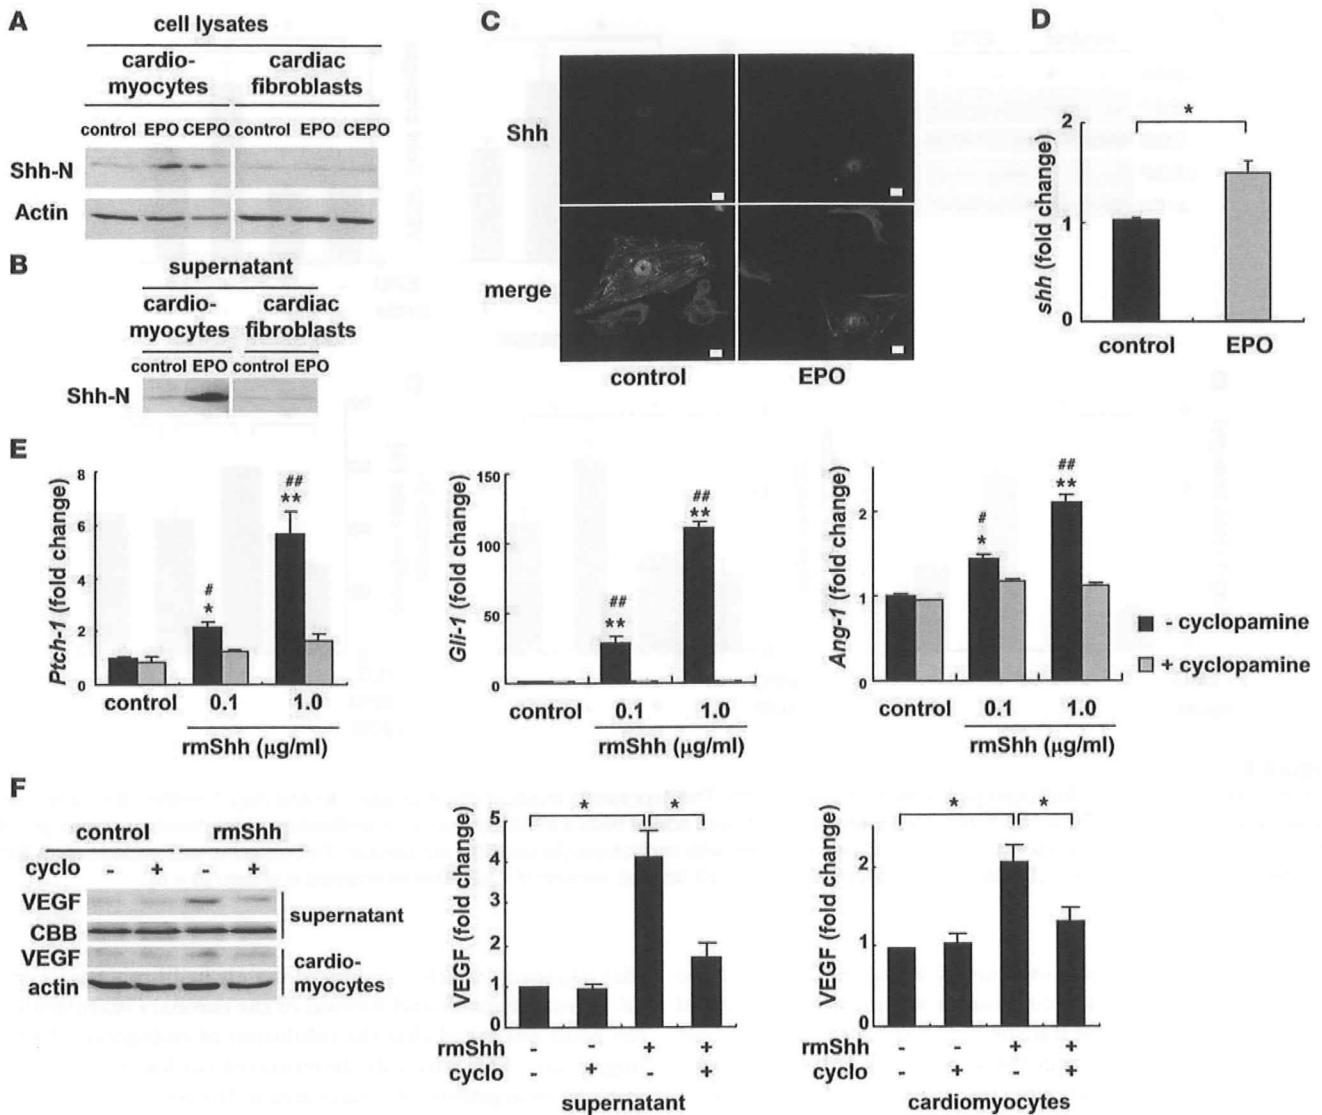 A
cell lysates
cardio-
myocytes
cardiac
fibroblasts
control EPO CEPO control EPO CEPO
Shh-N
Actin
B
supernatant
cardio-
myocytes
cardiac
fibroblasts
control EPO control EPO
Shh-N
C
Shh
merge
control
EPO
D
shh (fold change)
2
1
0
*
control
EPO
E
Ptch-1 (fold change)
8
6
4
2
0
#
*
##
**
control
0.1
1.0
rmShh (µg/ml)
Gli-1 (fold change)
150
100
50
0
##
**
##
**
control
0.1
1.0
rmShh (µg/ml)
Ang-1 (fold change)
2
1
0
#
*
##
**
control
0.1
1.0
rmShh (µg/ml)
- cyclopamine
+ cyclopamine
F
control
rmShh
cyclo - + - +
VEGF
CBB
supernatant
VEGF
actin
cardio-
myocytes
VEGF (fold change)
5
4
3
2
1
0
* *
rmShh - - + +
cyclo - + - +
supernatant
VEGF (fold change)
2
1
0
* *
rmShh - - + +
cyclo - + - +
cardiomyocytes